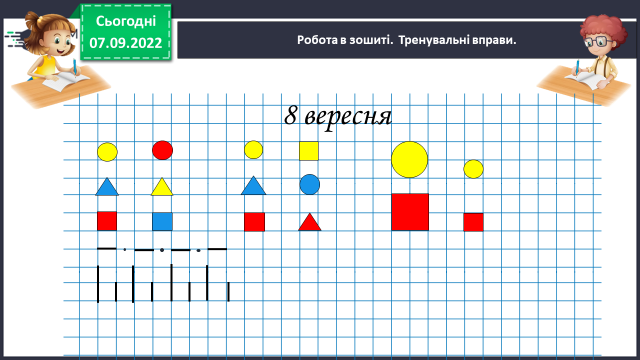 Сьогодні
07.09.2022
Робота в зошиті. Тренувальні вправи.
8 вересня